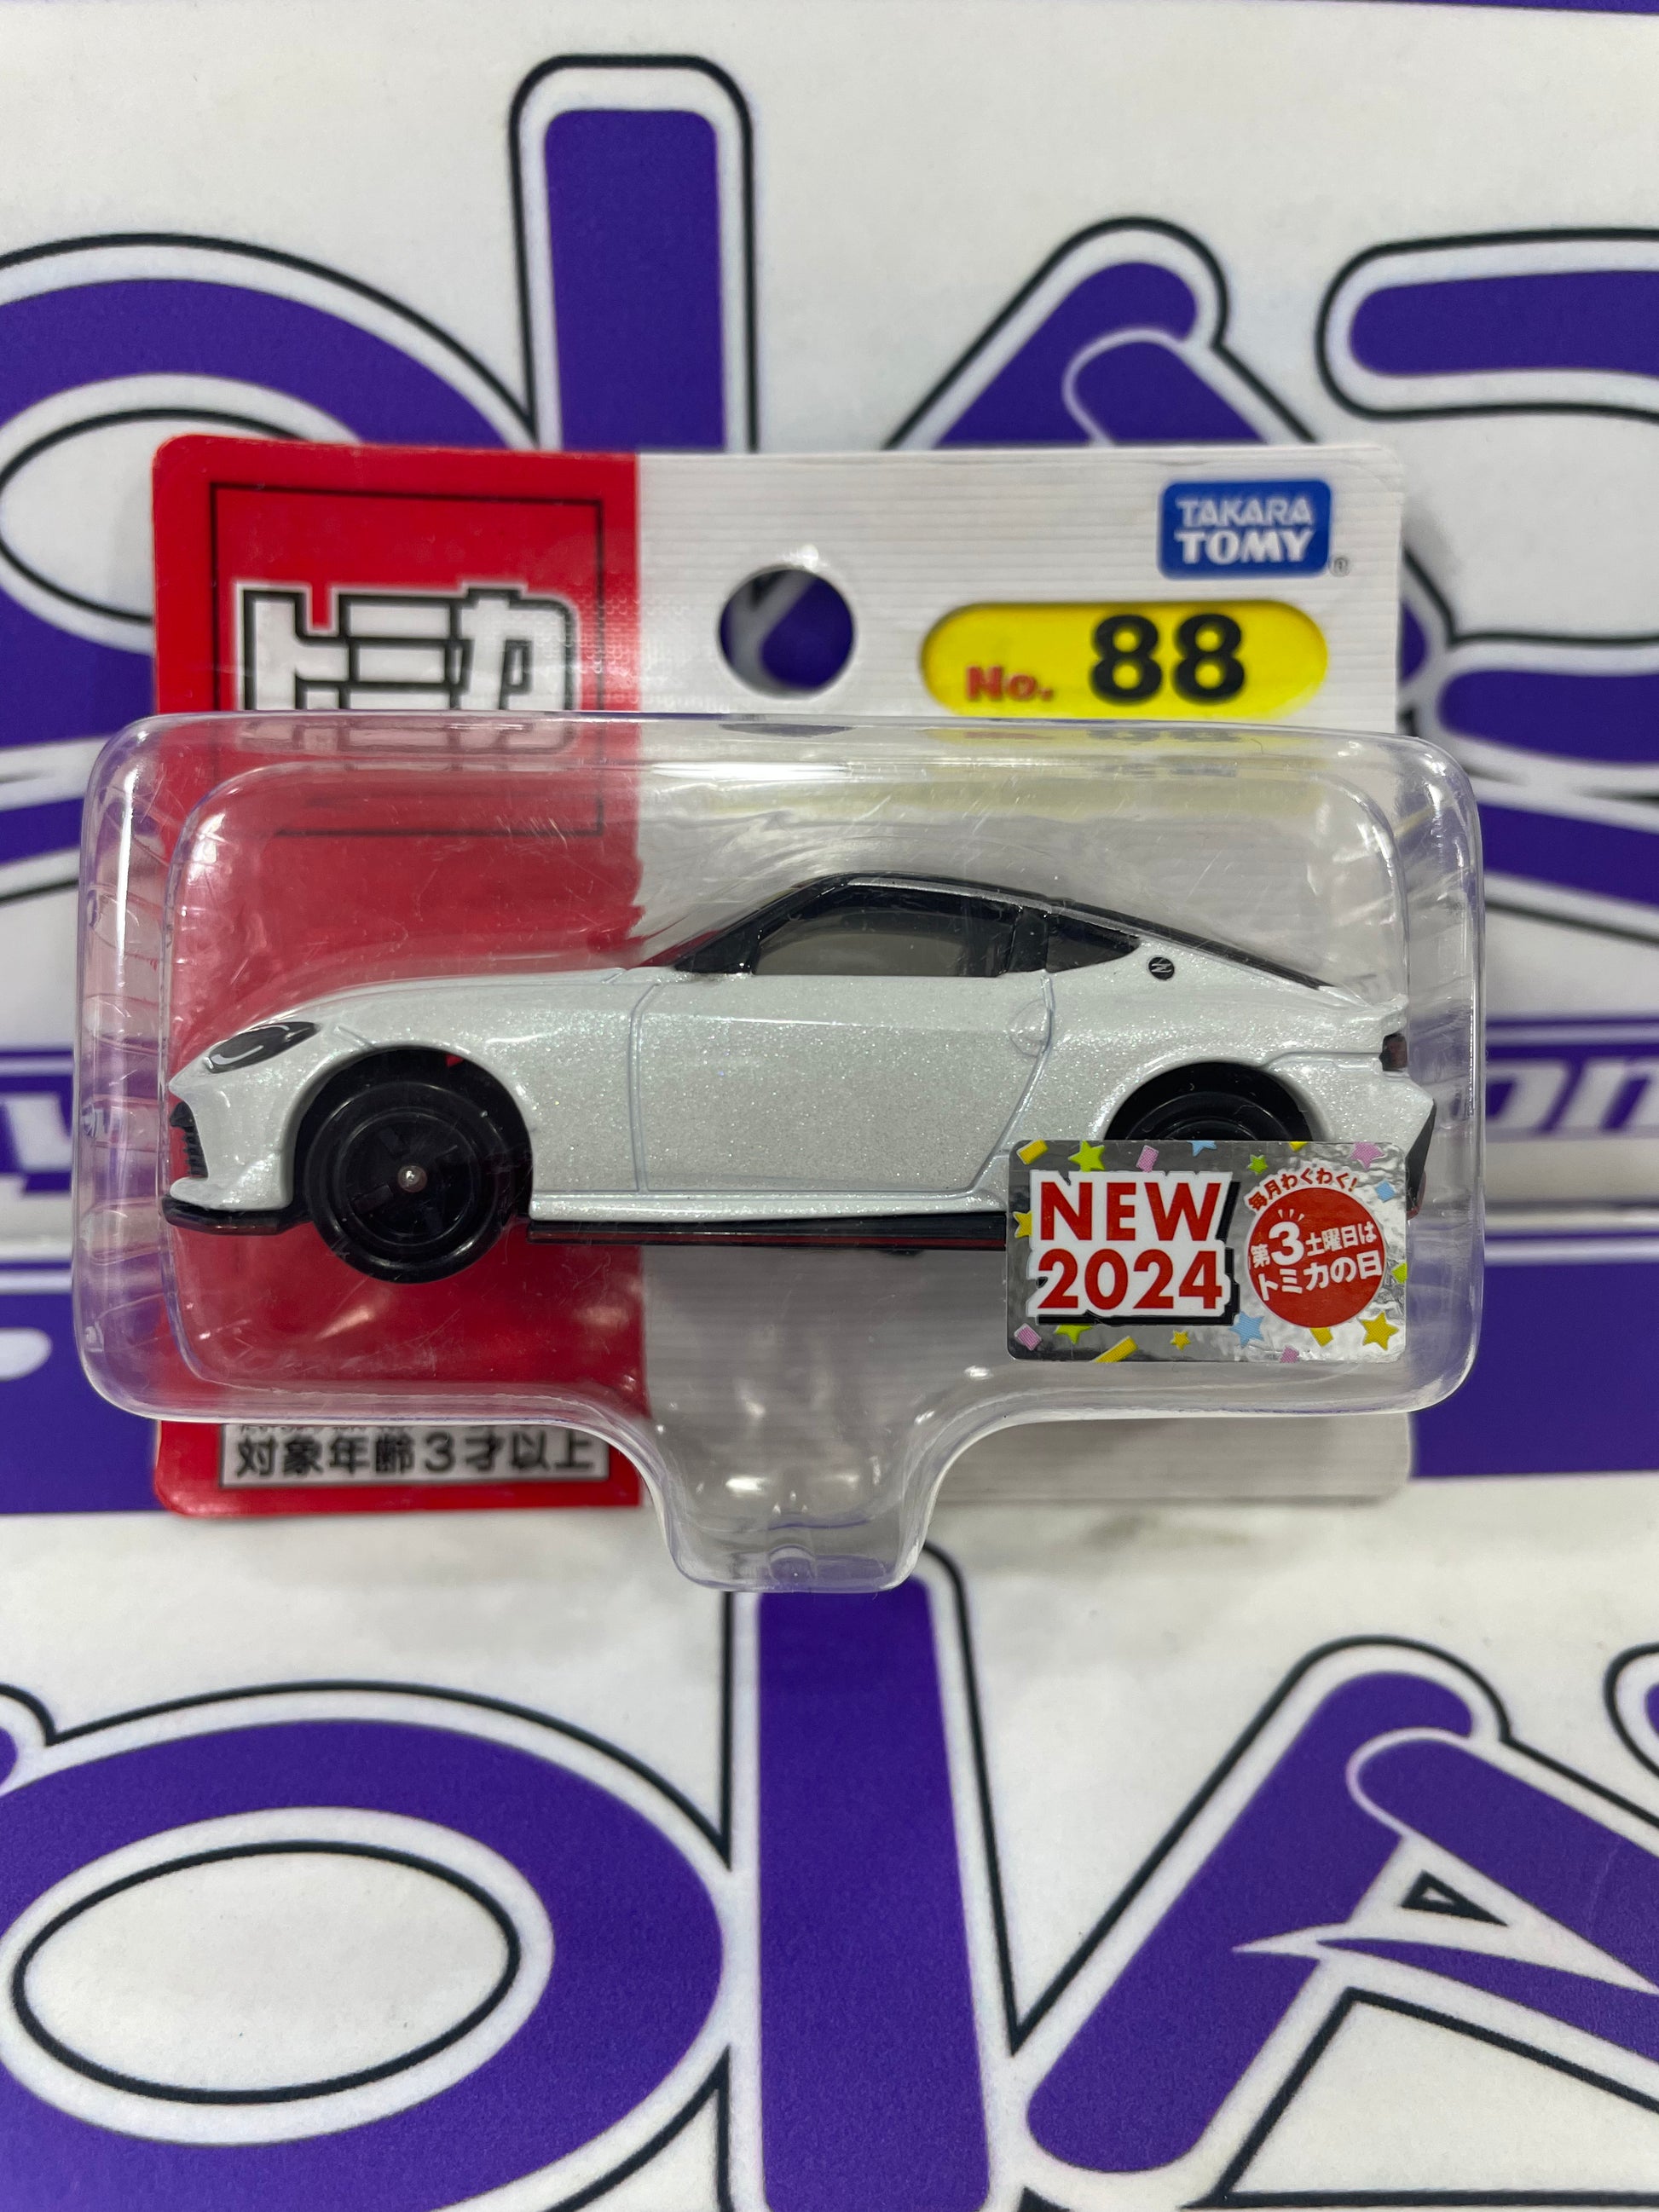 TAKARA
TOMY
®
トミカ
No. 88
Z
NEW
2024
毎月わくわく!
第3土曜日は
トミカの日
対象年齢3才以上